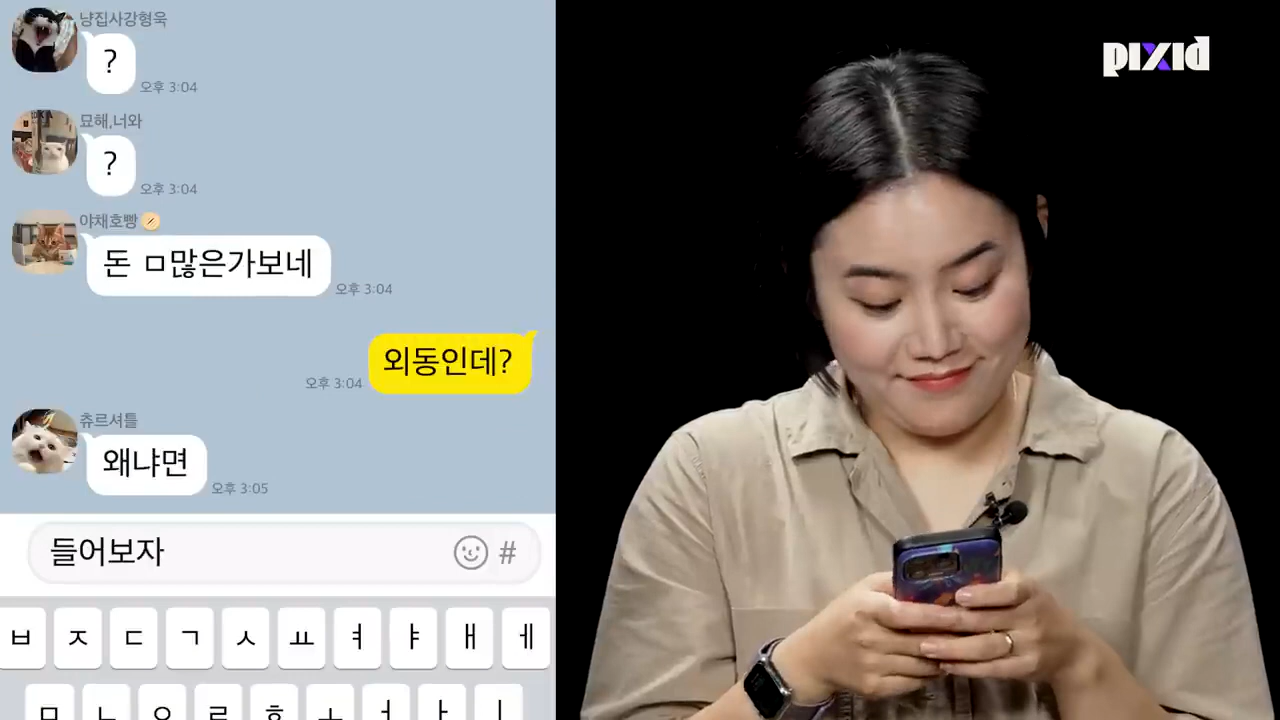 냥집사강형욱
?
오후 3:04
묘해,너와
?
오후 3:04
야채호빵
돈 ㅁ많은가보네
오후 3:04
외동인데?
오후 3:04
츄르셔틀
왜냐면
오후 3:05
들어보자
#
ㅂ ㅈ ㄷ ㄱ ㅅ ㅛ ㅕ ㅑ ㅐ ㅔ
ㅁ ㄴ ㅇ ㄹ ㅎ ㅗ ㅓ ㅏ ㅣ
pixid